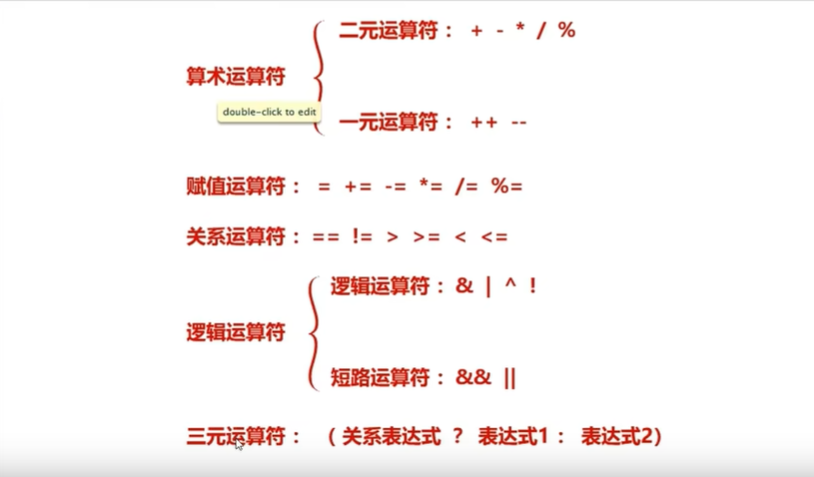 二元运算符： + - * / %
算术运算符
double-click to edit
一元运算符： ++ --
赋值运算符： = += -= *= /= %=
关系运算符：== != > >= < <=
逻辑运算符：& | ^ !
逻辑运算符
短路运算符：&& ||
三元运算符： （ 关系表达式 ？ 表达式1： 表达式2）